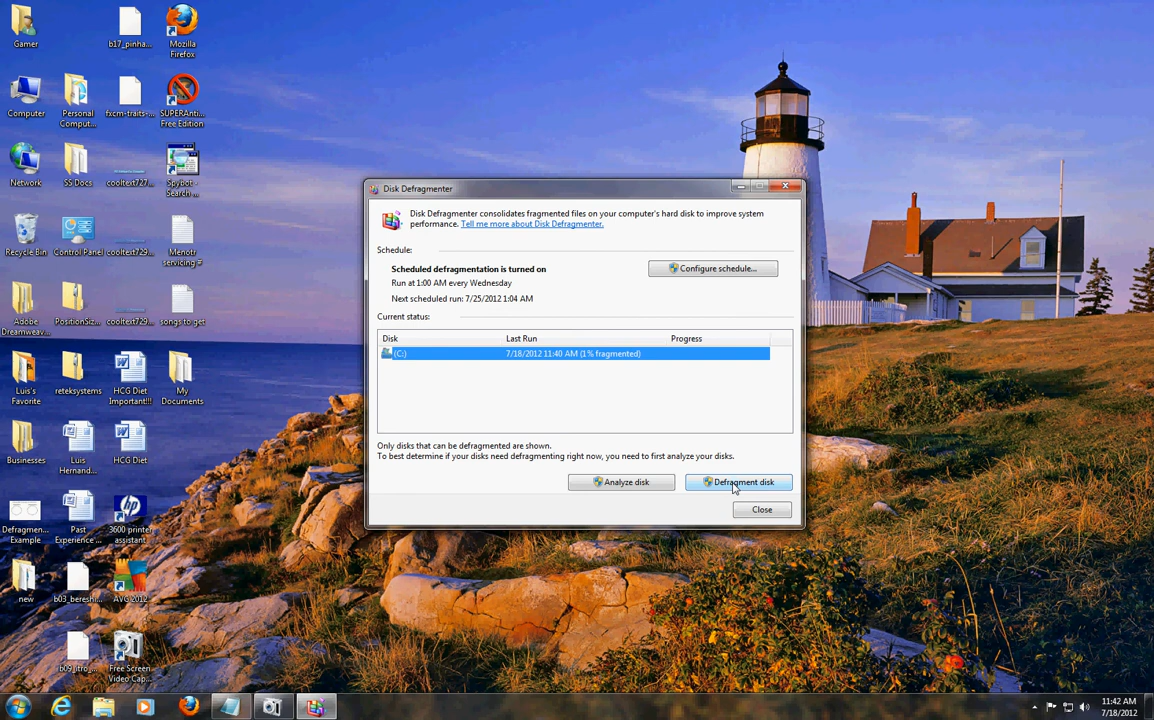 Gamer
b17_pinha...
Mozilla
Firefox
Computer
Personal
Comput...
fxcm-traits-...
SUPERAnti...
Free Edition
Network
SS Docs
cooltext727...
Spybot -
Search ...
Recycle Bin
Control Panel
cooltext729...
Adobe
Dreamweav...
PositionSiz...
cooltext729...
songs to get
Luis's
Favorite
reteksystems
HCG Diet
Important!!!
My
Documents
Businesses
Luis
Hernand...
HCG Diet
Defragmen...
Example
Past
Experience ...
3600 printer
assistant
new
b03_bereshi...
AVG 2012
Free Screen
Video Cap...
Disk Defragmenter
Disk Defragmenter consolidates fragmented files on your computer's hard disk to improve system
performance. Tell me more about Disk Defragmenter.
Schedule:
Scheduled defragmentation is turned on
Configure schedule...
Run at 1:00 AM every Wednesday
Next scheduled run: 7/25/2012 1:04 AM
Current status:
Disk Last Run Progress
(C:) 7/18/2012 11:40 AM (1% fragmented)
Only disks that can be defragmented are shown.
To best determine if your disks need defragmenting right now, you need to first analyze your disks.
Analyze disk
Defragment disk
Close
11:42 AM
7/18/2012